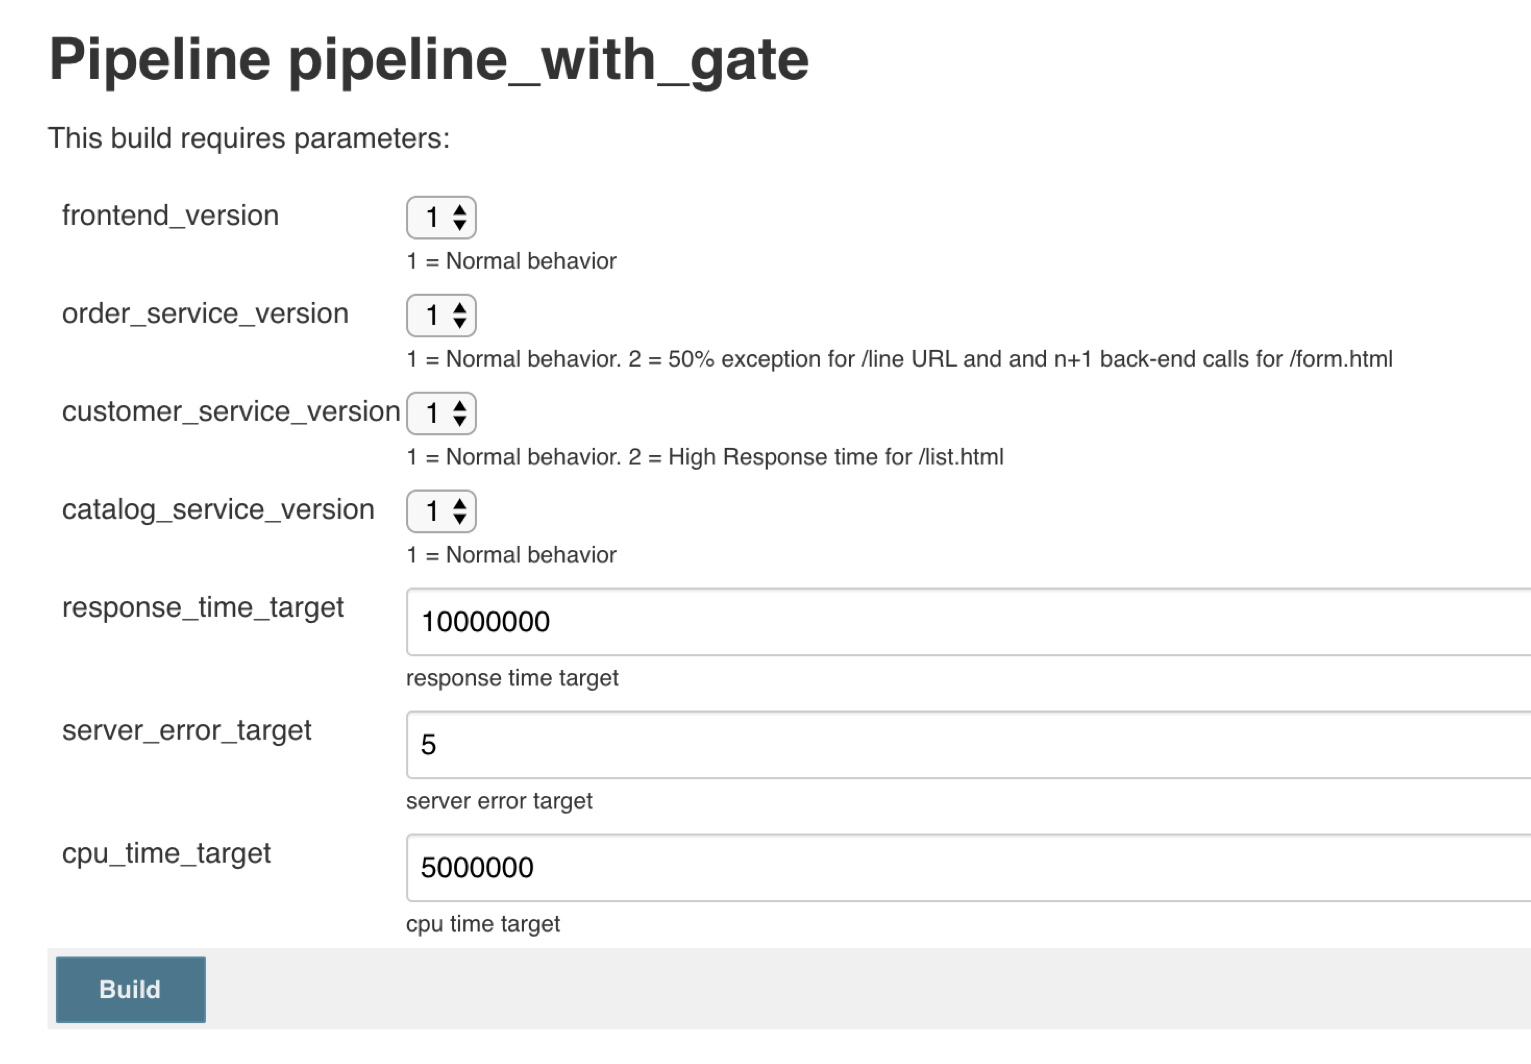 Pipeline pipeline_with_gate
This build requires parameters:
frontend_version
1
1 = Normal behavior
order_service_version
1
1 = Normal behavior. 2 = 50% exception for /line URL and and n+1 back-end calls for /form.html
customer_service_version
1
1 = Normal behavior. 2 = High Response time for /list.html
catalog_service_version
1
1 = Normal behavior
response_time_target
10000000
response time target
server_error_target
5
server error target
cpu_time_target
5000000
cpu time target
Build